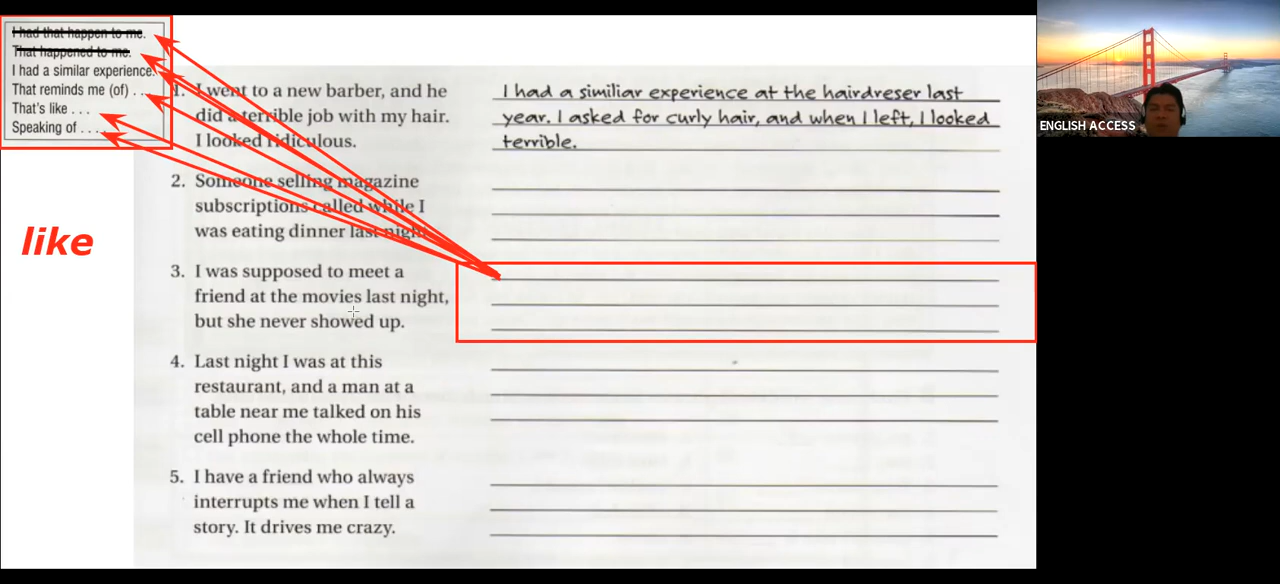 I had that happen to me.
That happened to me.
I had a similar experience.
That reminds me (of) . . .
That's like . . .
Speaking of . . .
like
1. I went to a new barber, and he
did a terrible job with my hair.
I looked ridiculous.
I had a similiar experience at the hairdreser last
year. I asked for curly hair, and when I left, I looked
terrible.
2. Someone selling magazine
subscriptions called while I
was eating dinner last night.
3. I was supposed to meet a
friend at the movies last night,
but she never showed up.
4. Last night I was at this
restaurant, and a man at a
table near me talked on his
cell phone the whole time.
5. I have a friend who always
interrupts me when I tell a
story. It drives me crazy.
ENGLISH ACCESS